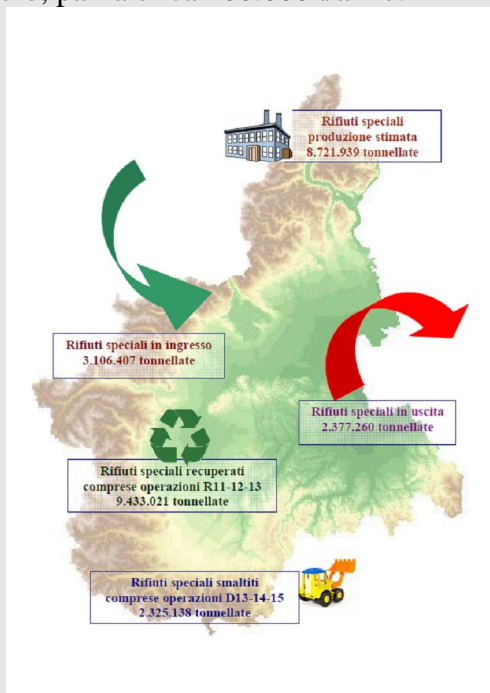 Rifiuti speciali
produzione stimata
8.721.939 tonnellate
Rifiuti speciali in ingresso
3.106.407 tonnellate
Rifiuti speciali in uscita
2.377.260 tonnellate
Rifiuti speciali recuperati
comprese operazioni R11-12-13
9.433.021 tonnellate
Rifiuti speciali smaltiti
comprese operazioni D13-14-15
2.325.138 tonnellate